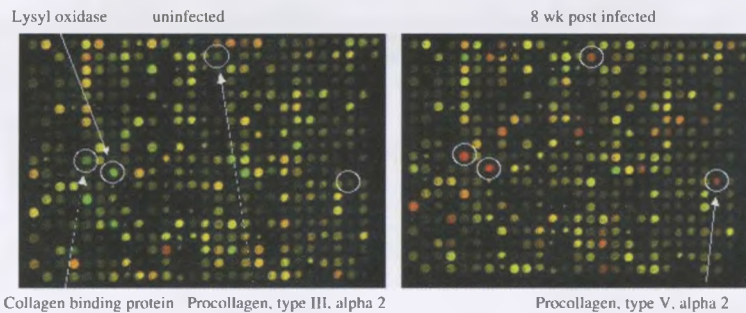 Lysyl oxidase uninfected 8 wk post infected
Collagen binding protein Procollagen, type III, alpha 2 Procollagen, type V, alpha 2